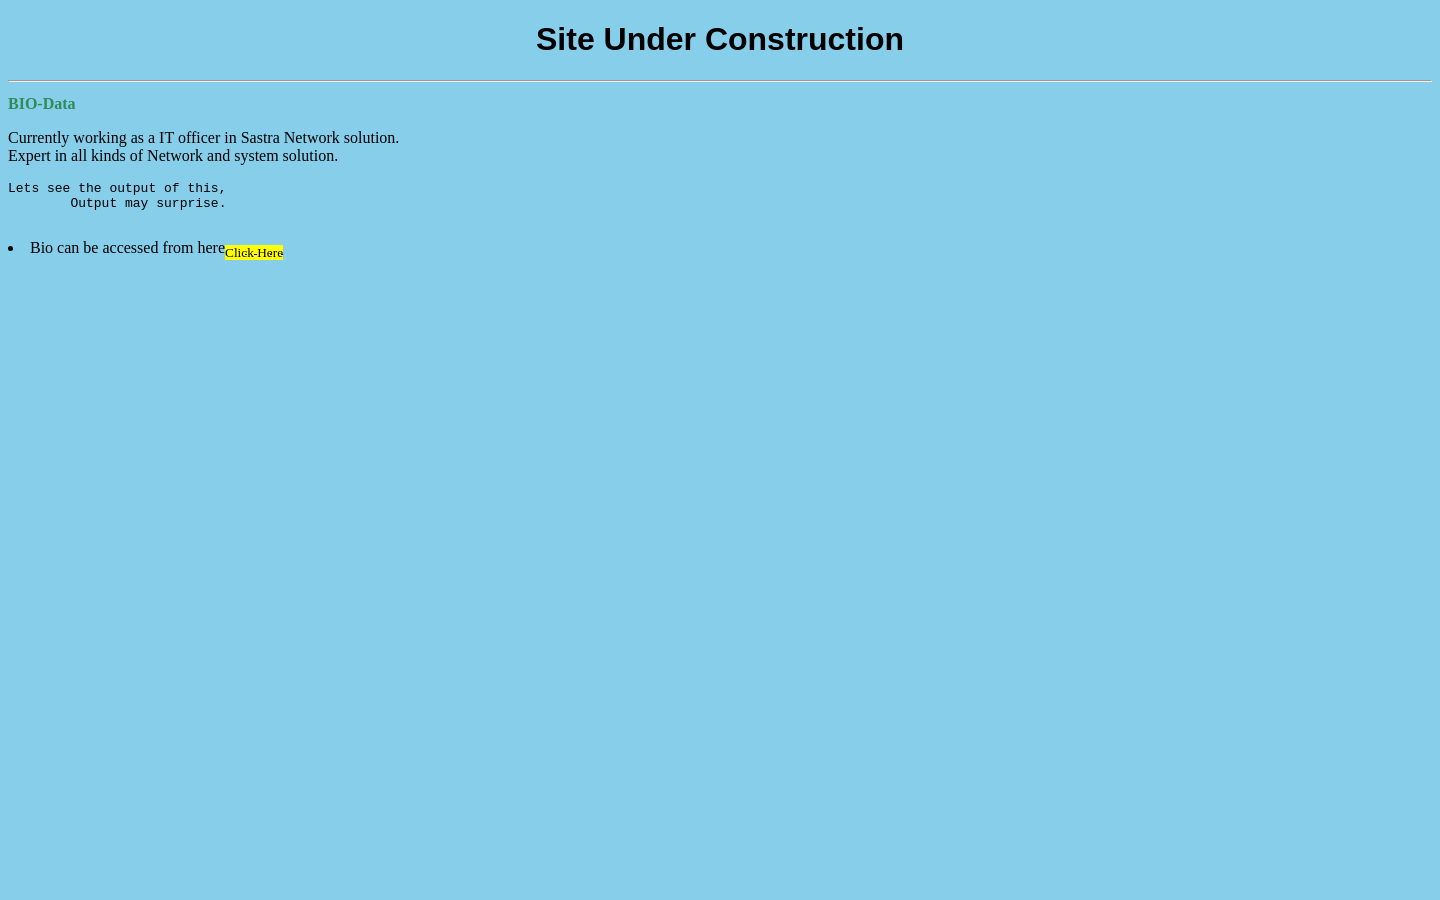 Site Under Construction
BIO-Data
Currently working as a IT officer in Sastra Network solution.
Expert in all kinds of Network and system solution.
Lets see the output of this,
Output may surprise.
Bio can be accessed from hereClick-Here